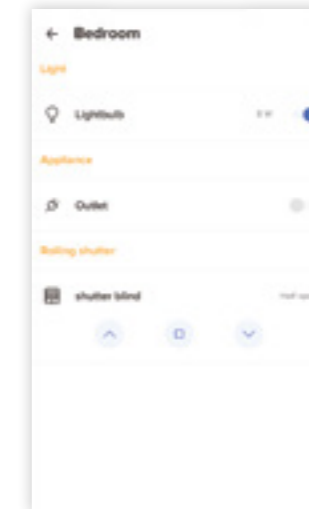 ← Bedroom
Light
Lightbulb
Appliance
Outlet
Rolling shutter
shutter blind